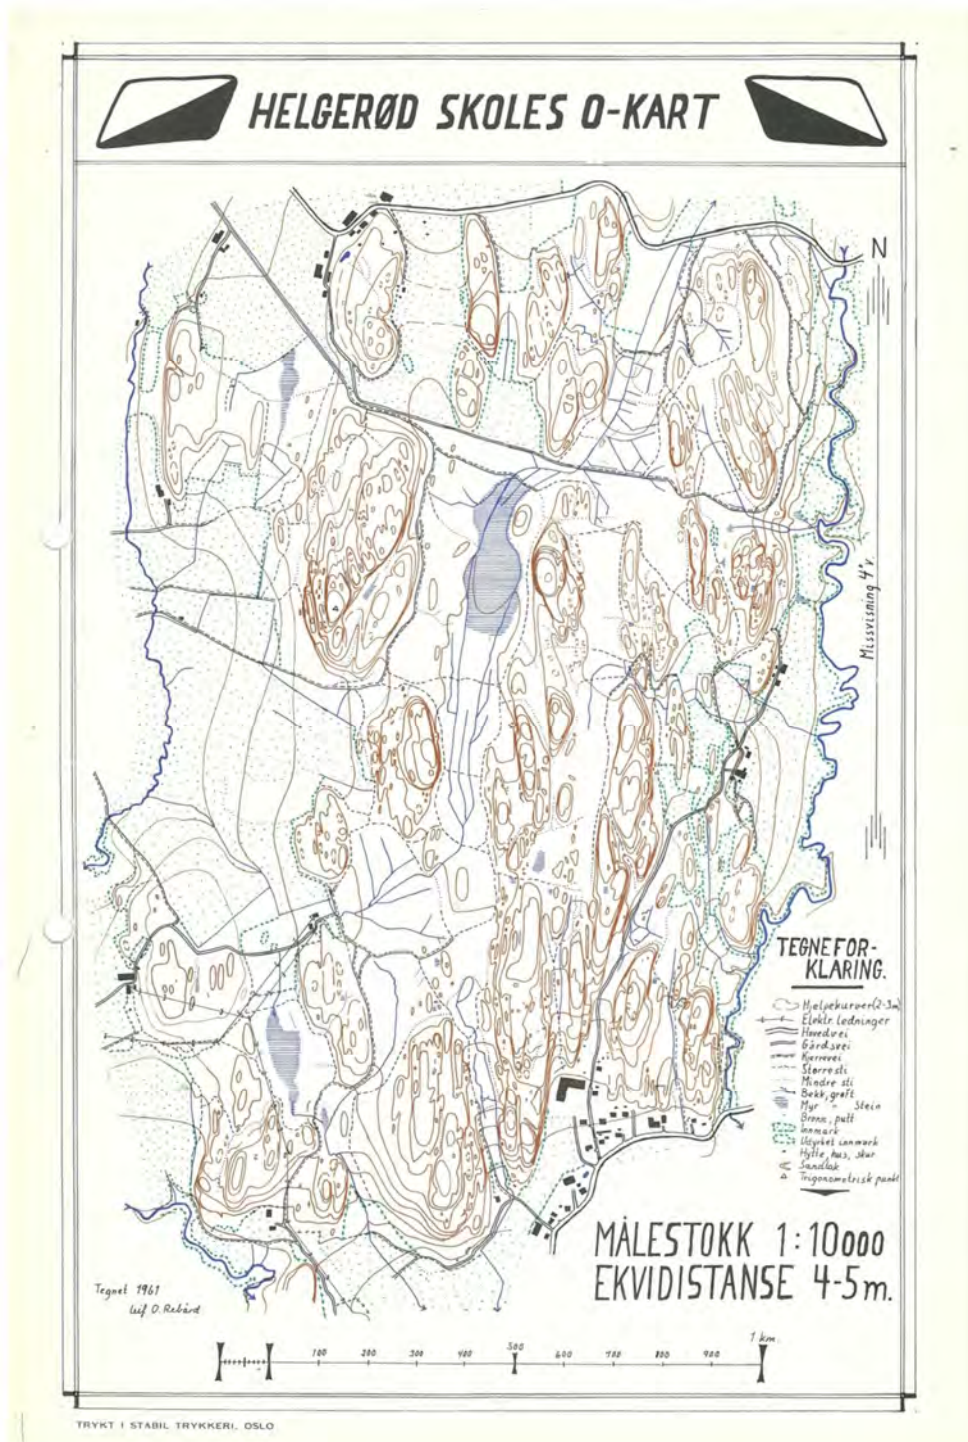 HELGERØD SKOLES O-KART
N
Missvisning 4°v.
TEGNEFOR-
KLARING.
Hjelpekurver (2-3m)
Elektr. ledninger
Hovedvei
Gårdsvei
Kjerrevei
Større sti
Mindre sti
Bekk, grøft
Myr - Stein
Brønn, putt
Innmark
Udyrket innmark
Hytte, hus, skur
Sandtak
Trigonometrisk punkt
MÅLESTOKK 1:10000
EKVIDISTANSE 4-5m.
Tegnet 1961
Leif O.
1 km.
100 200 300 400 500 600 700 800 900
TRYKT I STABIL TRYKKERI, OSLO